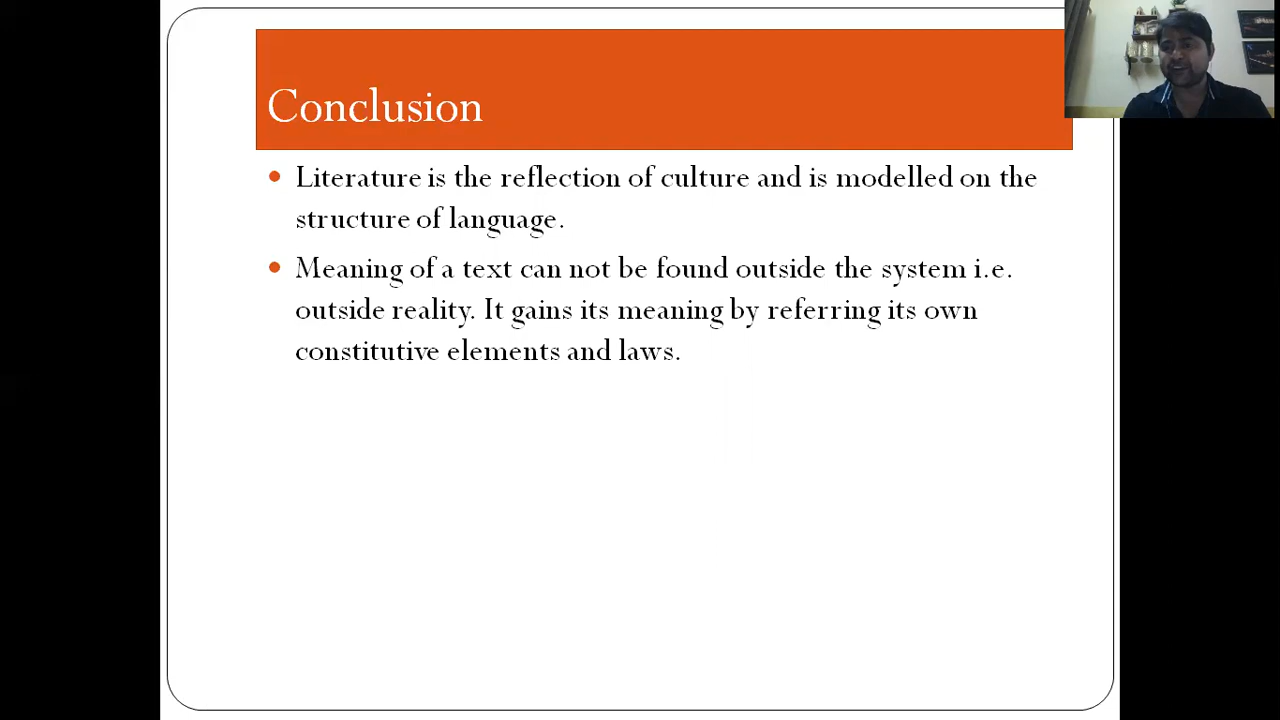 Conclusion
Literature is the reflection of culture and is modelled on the
structure of language.
Meaning of a text can not be found outside the system i.e.
outside reality. It gains its meaning by referring its own
constitutive elements and laws.